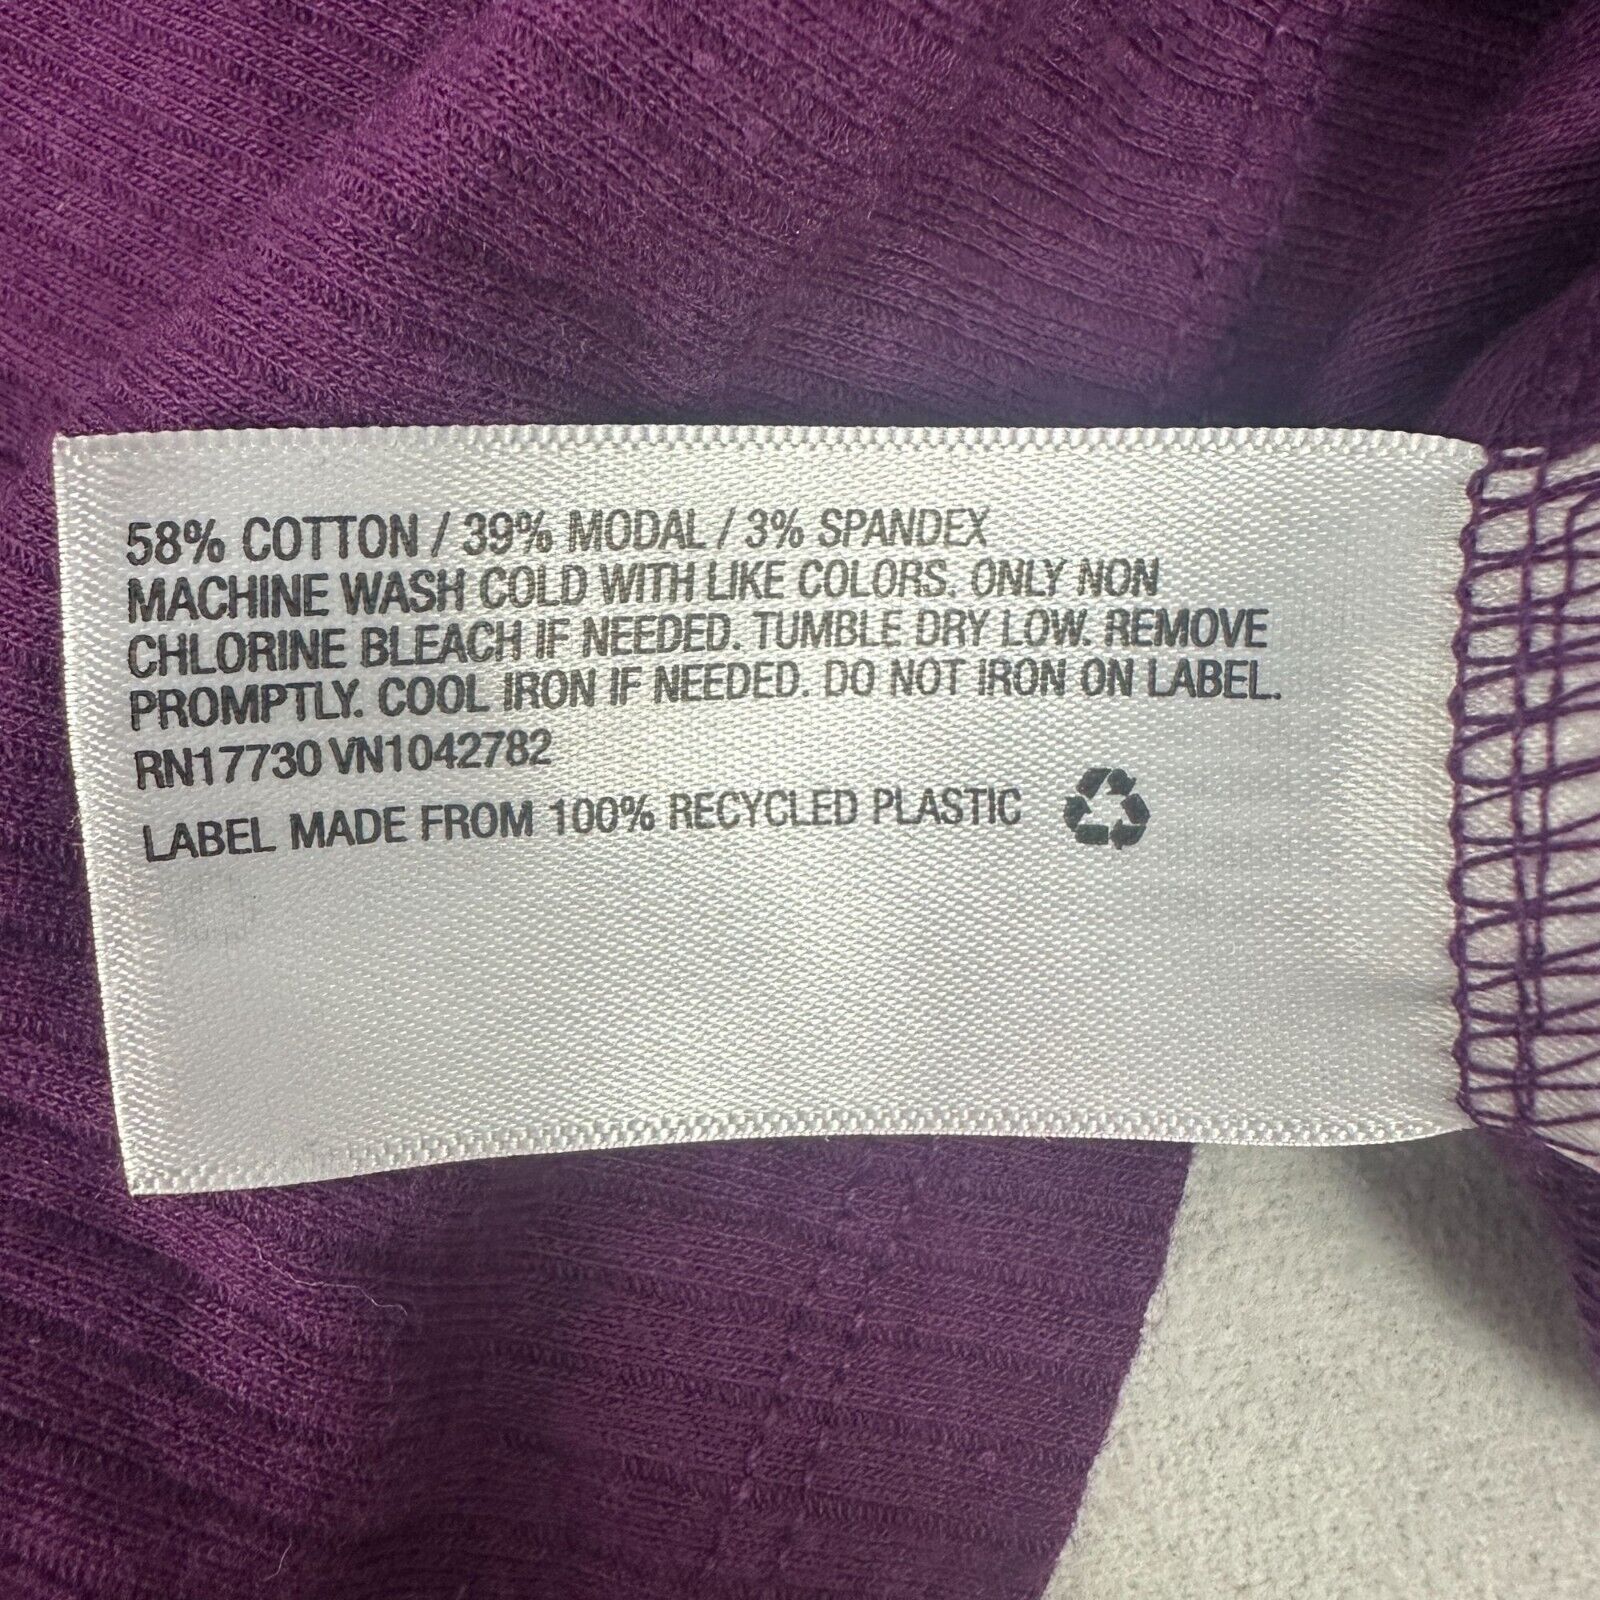 58% COTTON / 39% MODAL / 3% SPANDEX
MACHINE WASH COLD WITH LIKE COLORS. ONLY NON
CHLORINE BLEACH IF NEEDED. TUMBLE DRY LOW. REMOVE
PROMPTLY. COOL IRON IF NEEDED. DO NOT IRON ON LABEL.
RN17730 VN1042782
LABEL MADE FROM 100% RECYCLED PLASTIC